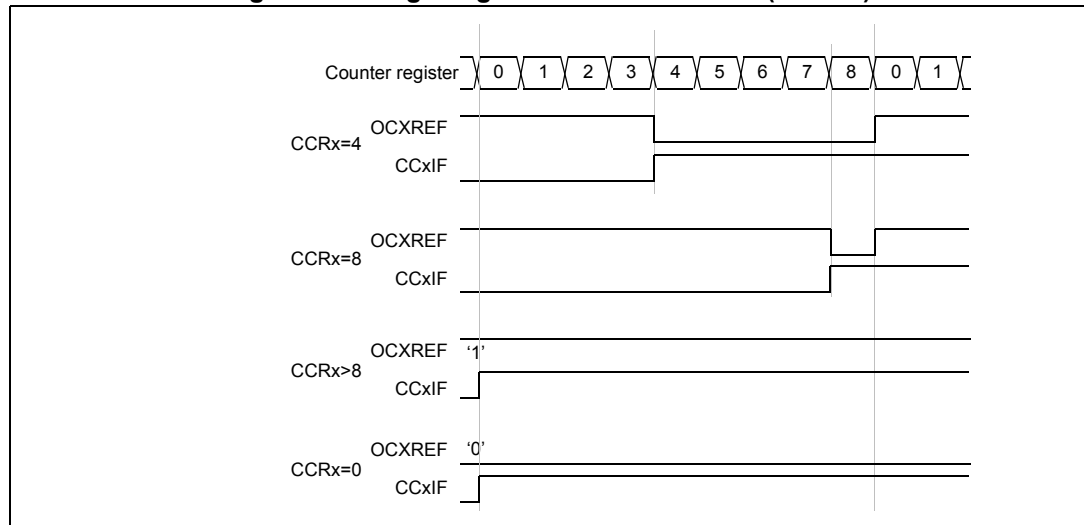 Counter register 0 1 2 3 4 5 6 7 8 0 1
OCXREF
CCRx=4
CCxIF
OCXREF
CCRx=8
CCxIF
OCXREF ‘1’
CCRx>8
CCxIF
OCXREF ‘0’
CCRx=0
CCxIF